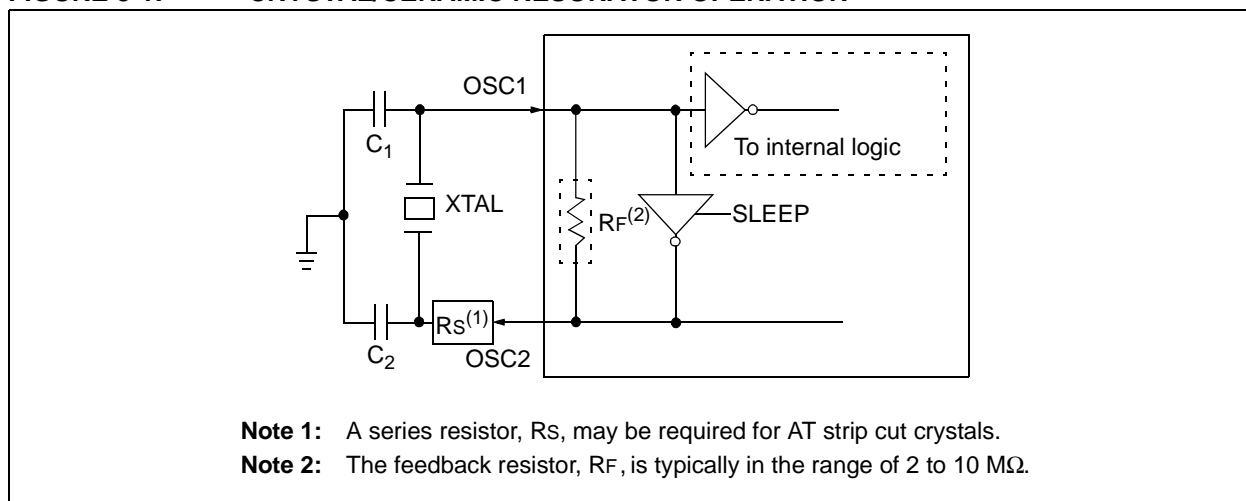 OSC1
C1
To internal logic
XTAL
RF(2)
SLEEP
RS(1)
C2
OSC2
Note 1: A series resistor, RS, may be required for AT strip cut crystals.
Note 2: The feedback resistor, RF, is typically in the range of 2 to 10 MΩ.